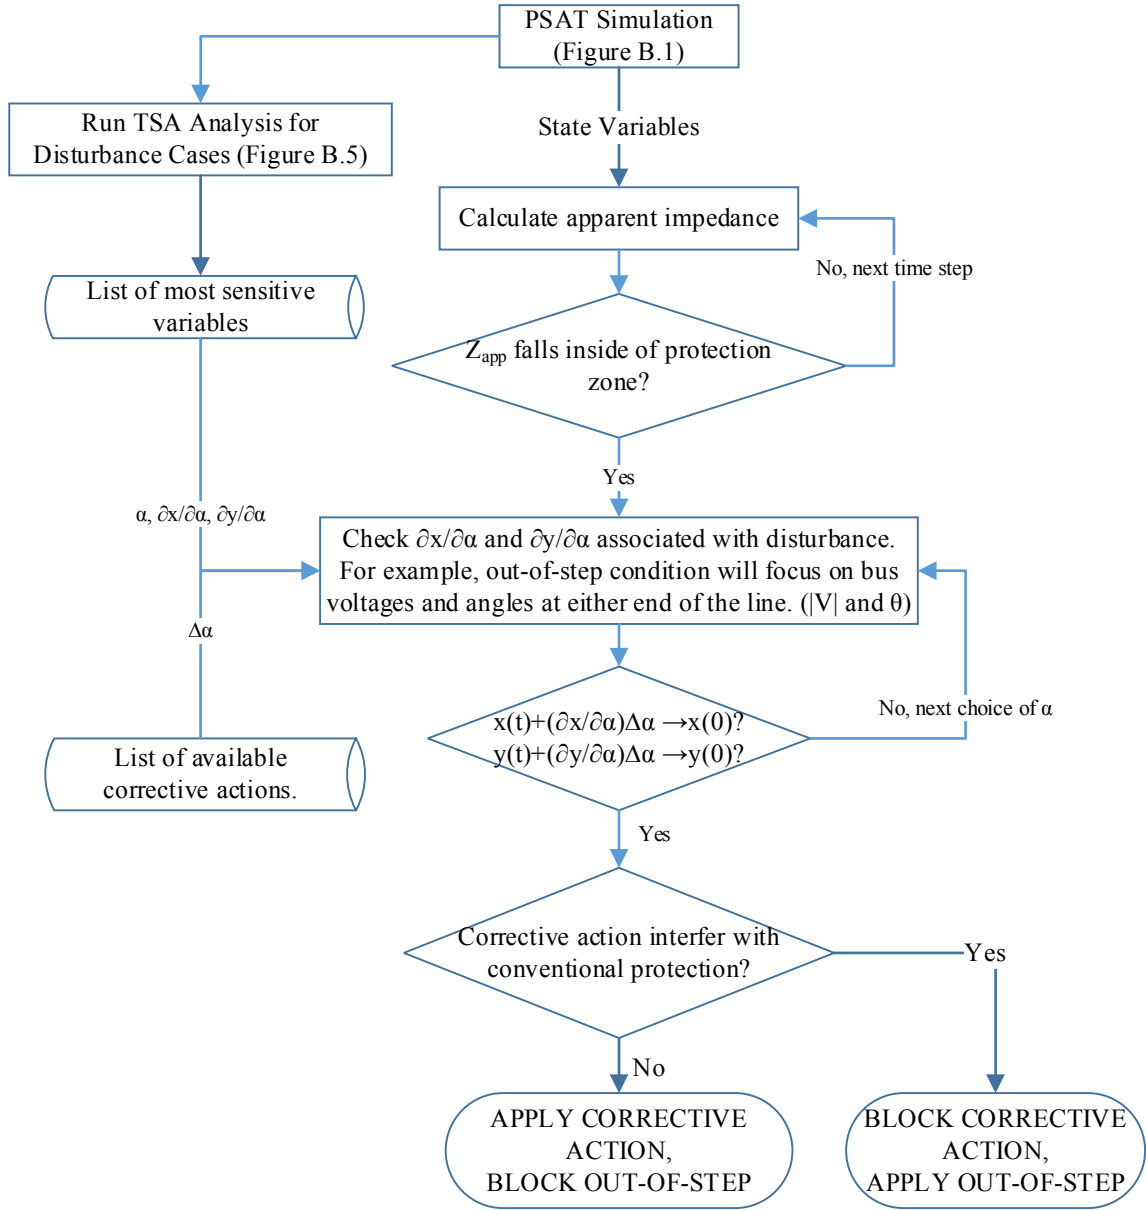 PSAT Simulation
(Figure B.1)
Run TSA Analysis for
Disturbance Cases (Figure B.5)
State Variables
Calculate apparent impedance
No, next time step
List of most sensitive
variables
Zapp falls inside of protection
zone?
Yes
α, ∂x/∂α, ∂y/∂α
Check ∂x/∂α and ∂y/∂α associated with disturbance.
For example, out-of-step condition will focus on bus
voltages and angles at either end of the line. (|V| and θ)
Δα
No, next choice of α
x(t)+(∂x/∂α)Δα →x(0)?
y(t)+(∂y/∂α)Δα →y(0)?
List of available
corrective actions.
Yes
Corrective action interfer with
conventional protection?
Yes
No
APPLY CORRECTIVE
ACTION,
BLOCK OUT-OF-STEP
BLOCK CORRECTIVE
ACTION,
APPLY OUT-OF-STEP